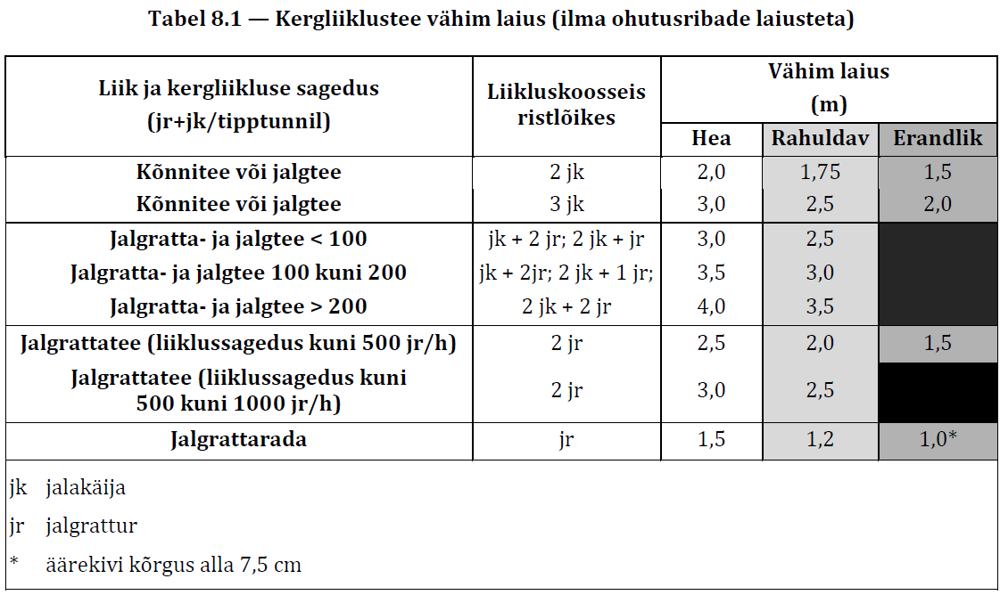 Tabel 8.1 — Kergliiklustee vähim laius (ilma ohutusribade laiusteta)
Liik ja kergliikluse sagedus
(jr+jk/tipptunnil)
Liikluskoosseis
ristlõikes
Vähim laius
(m)
Hea Rahuldav Erandlik
Kõnnitee või jalgtee 2 jk 2,0 1,75 1,5
Kõnnitee või jalgtee 3 jk 3,0 2,5 2,0
Jalgratta- ja jalgtee < 100 jk + 2 jr; 2 jk + jr 3,0 2,5
Jalgratta- ja jalgtee 100 kuni 200 jk + 2jr; 2 jk + 1 jr; 3,5 3,0
Jalgratta- ja jalgtee > 200 2 jk + 2 jr 4,0 3,5
Jalgrattatee (liiklussagedus kuni 500 jr/h) 2 jr 2,5 2,0 1,5
Jalgrattatee (liiklussagedus kuni
500 kuni 1000 jr/h) 2 jr 3,0 2,5
Jalgrattarada jr 1,5 1,2 1,0*
jk jalakäija
jr jalgrattur
* äärekivi kõrgus alla 7,5 cm